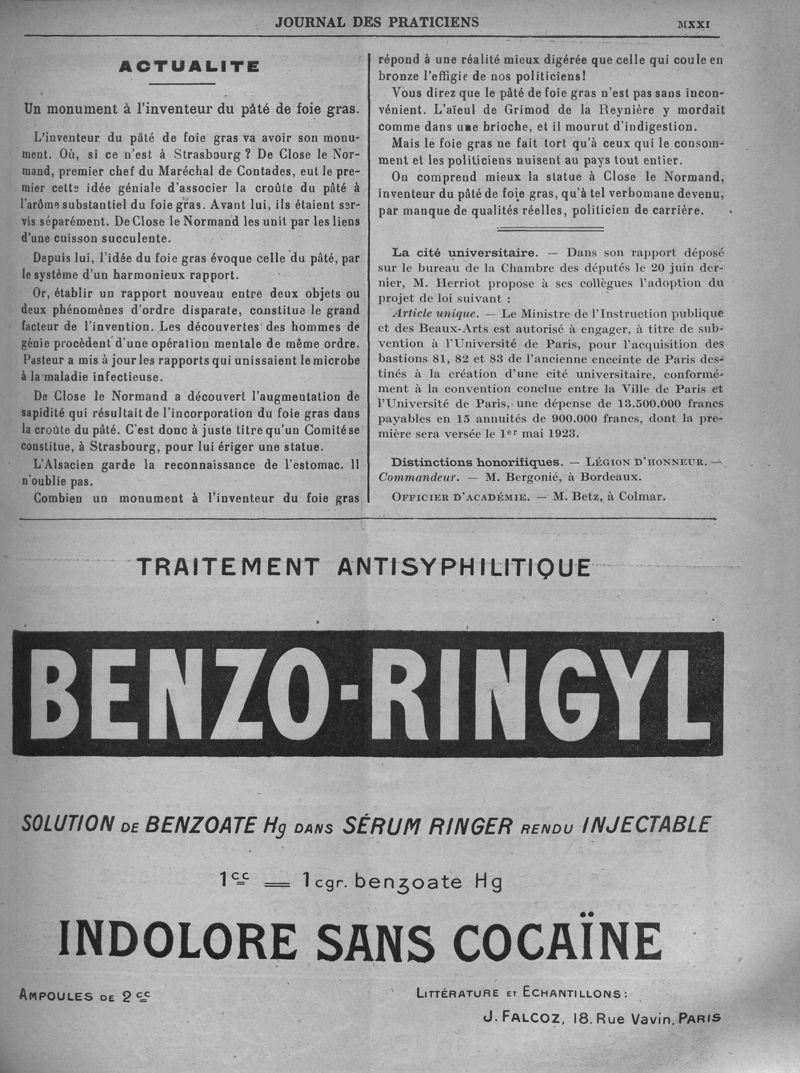 JOURNAL DES PRATICIENS MXXI
ACTUALITE
Un monument à l'inventeur du pâté de foie gras.
L'inventeur du pâté de foie gras va avoir son monu-
ment. Où, si ce n'est à Strasbourg ? De Close le Nor-
mand, premier chef du Maréchal de Contades, eut le pre-
mier cette idée géniale d'associer la croûte du pâté à
l'arôme substantiel du foie gras. Avant lui, ils étaient ser-
vis séparément. De Close le Normand les unit par les liens
d'une cuisson succulente.
Depuis lui, l'idée du foie gras évoque celle du pâté, par
le système d'un harmonieux rapport.
Or, établir un rapport nouveau entre deux objets ou
deux phénomènes d'ordre disparate, constitue le grand
facteur de l'invention. Les découvertes des hommes de
génie procèdent d'une opération mentale de même ordre.
Pasteur a mis à jour les rapports qui unissaient le microbe
à la maladie infectieuse.
De Close le Normand a découvert l'augmentation de
sapidité qui résultait de l'incorporation du foie gras dans
la croûte du pâté. C'est donc à juste titre qu'un Comité se
constitue, à Strasbourg, pour lui ériger une statue.
L'Alsacien garde la reconnaissance de l'estomac. Il
n'oublie pas.
Combien un monument à l'inventeur du foie gras
répond à une réalité mieux digérée que celle qui coule en
bronze l'effigie de nos politiciens!
Vous direz que le pâté de foie gras n'est pas sans incon-
vénient. L'aïeul de Grimod de la Reynière y mordait
comme dans une brioche, et il mourut d'indigestion.
Mais le foie gras ne fait tort qu'à ceux qui le consom-
ment et les politiciens nuisent au pays tout entier.
On comprend mieux la statue à Close le Normand,
inventeur du pâté de foie gras, qu'à tel verbomane devenu,
par manque de qualités réelles, politicien de carrière.
La cité universitaire. — Dans son rapport déposé
sur le bureau de la Chambre des députés le 20 juin der-
nier, M. Herriot propose à ses collègues l'adoption du
projet de loi suivant :
Article unique. — Le Ministre de l'Instruction publique
et des Beaux-Arts est autorisé à engager, à titre de sub-
vention à l'Université de Paris, pour l'acquisition des
bastions 81, 82 et 83 de l'ancienne enceinte de Paris des-
tinés à la création d'une cité universitaire, conformé-
ment à la convention conclue entre la Ville de Paris et
l'Université de Paris, une dépense de 13.500.000 francs
payables en 15 annuités de 900.000 francs, dont la pre-
mière sera versée le 1er mai 1923.
Distinctions honorifiques. — LÉGION D'HONNEUR. —
Commandeur. — M. Bergonié, à Bordeaux.
OFFICIER D'ACADÉMIE. — M. Betz, à Colmar.
TRAITEMENT ANTISYPHILITIQUE
BENZO-RINGYL
SOLUTION DE BENZOATE Hg DANS SÉRUM RINGER RENDU INJECTABLE
1cc = 1 cgr. benzoate Hg
INDOLORE SANS COCAÏNE
AMPOULES DE 2cc
LITTÉRATURE ET ECHANTILLONS:
J. FALCOZ, 18. Rue Vavin, PARIS